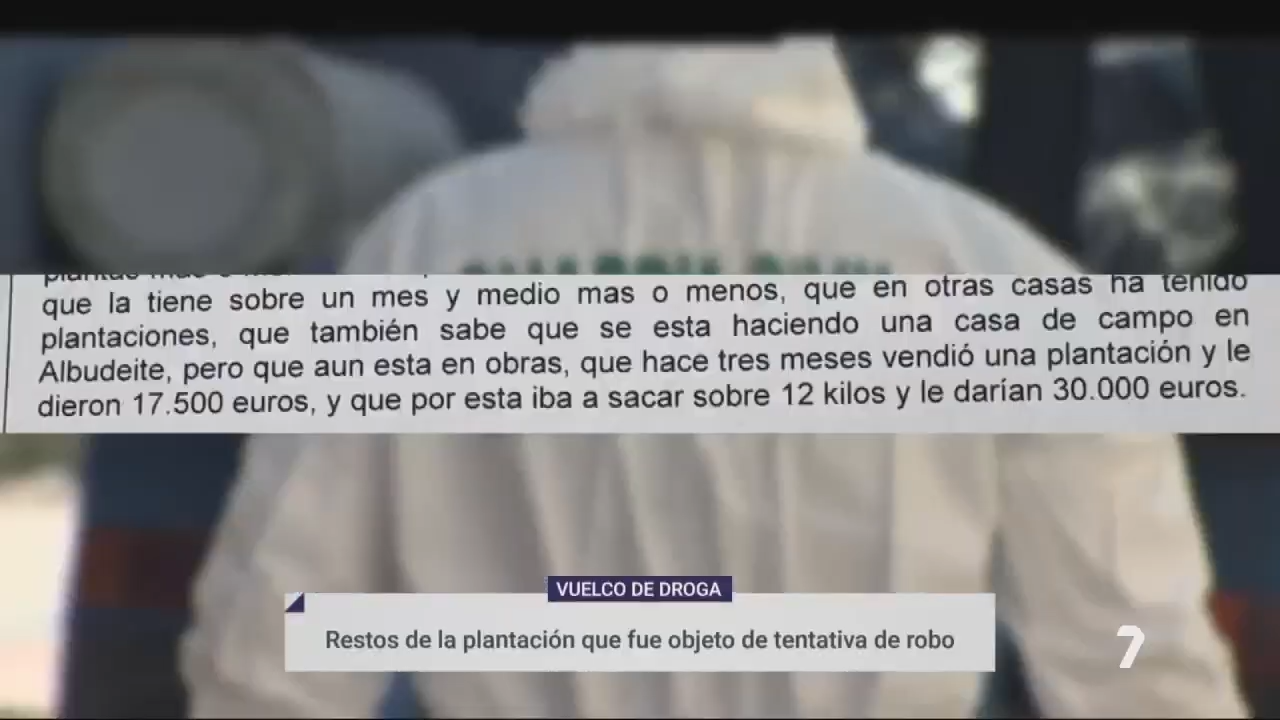 GUARDIA CIVIL
que la tiene sobre un mes y medio mas o menos, que en otras casas ha tenido
plantaciones, que también sabe que se esta haciendo una casa de campo en
Albudeite, pero que aun esta en obras, que hace tres meses vendió una plantación y le
dieron 17.500 euros, y que por esta iba a sacar sobre 12 kilos y le darían 30.000 euros.
VUELCO DE DROGA
Restos de la plantación que fue objeto de tentativa de robo
7